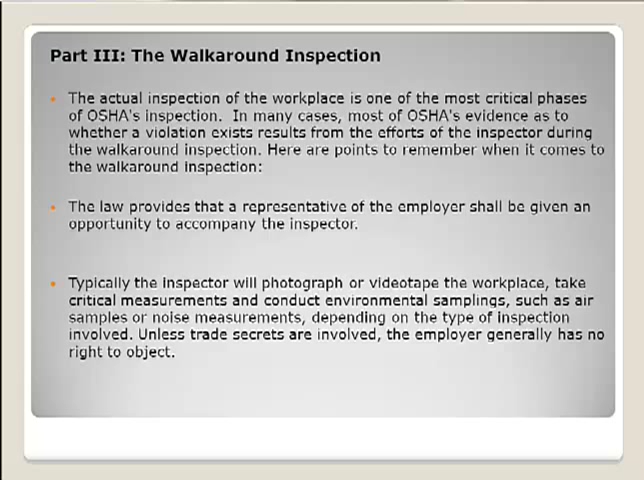 Part III: The Walkaround Inspection
The actual inspection of the workplace is one of the most critical phases
of OSHA's inspection.  In many cases, most of OSHA's evidence as to
whether a violation exists results from the efforts of the inspector during
the walkaround inspection. Here are points to remember when it comes to
the walkaround inspection:
The law provides that a representative of the employer shall be given an
opportunity to accompany the inspector.
Typically the inspector will photograph or videotape the workplace, take
critical measurements and conduct environmental samplings, such as air
samples or noise measurements, depending on the type of inspection
involved. Unless trade secrets are involved, the employer generally has no
right to object.